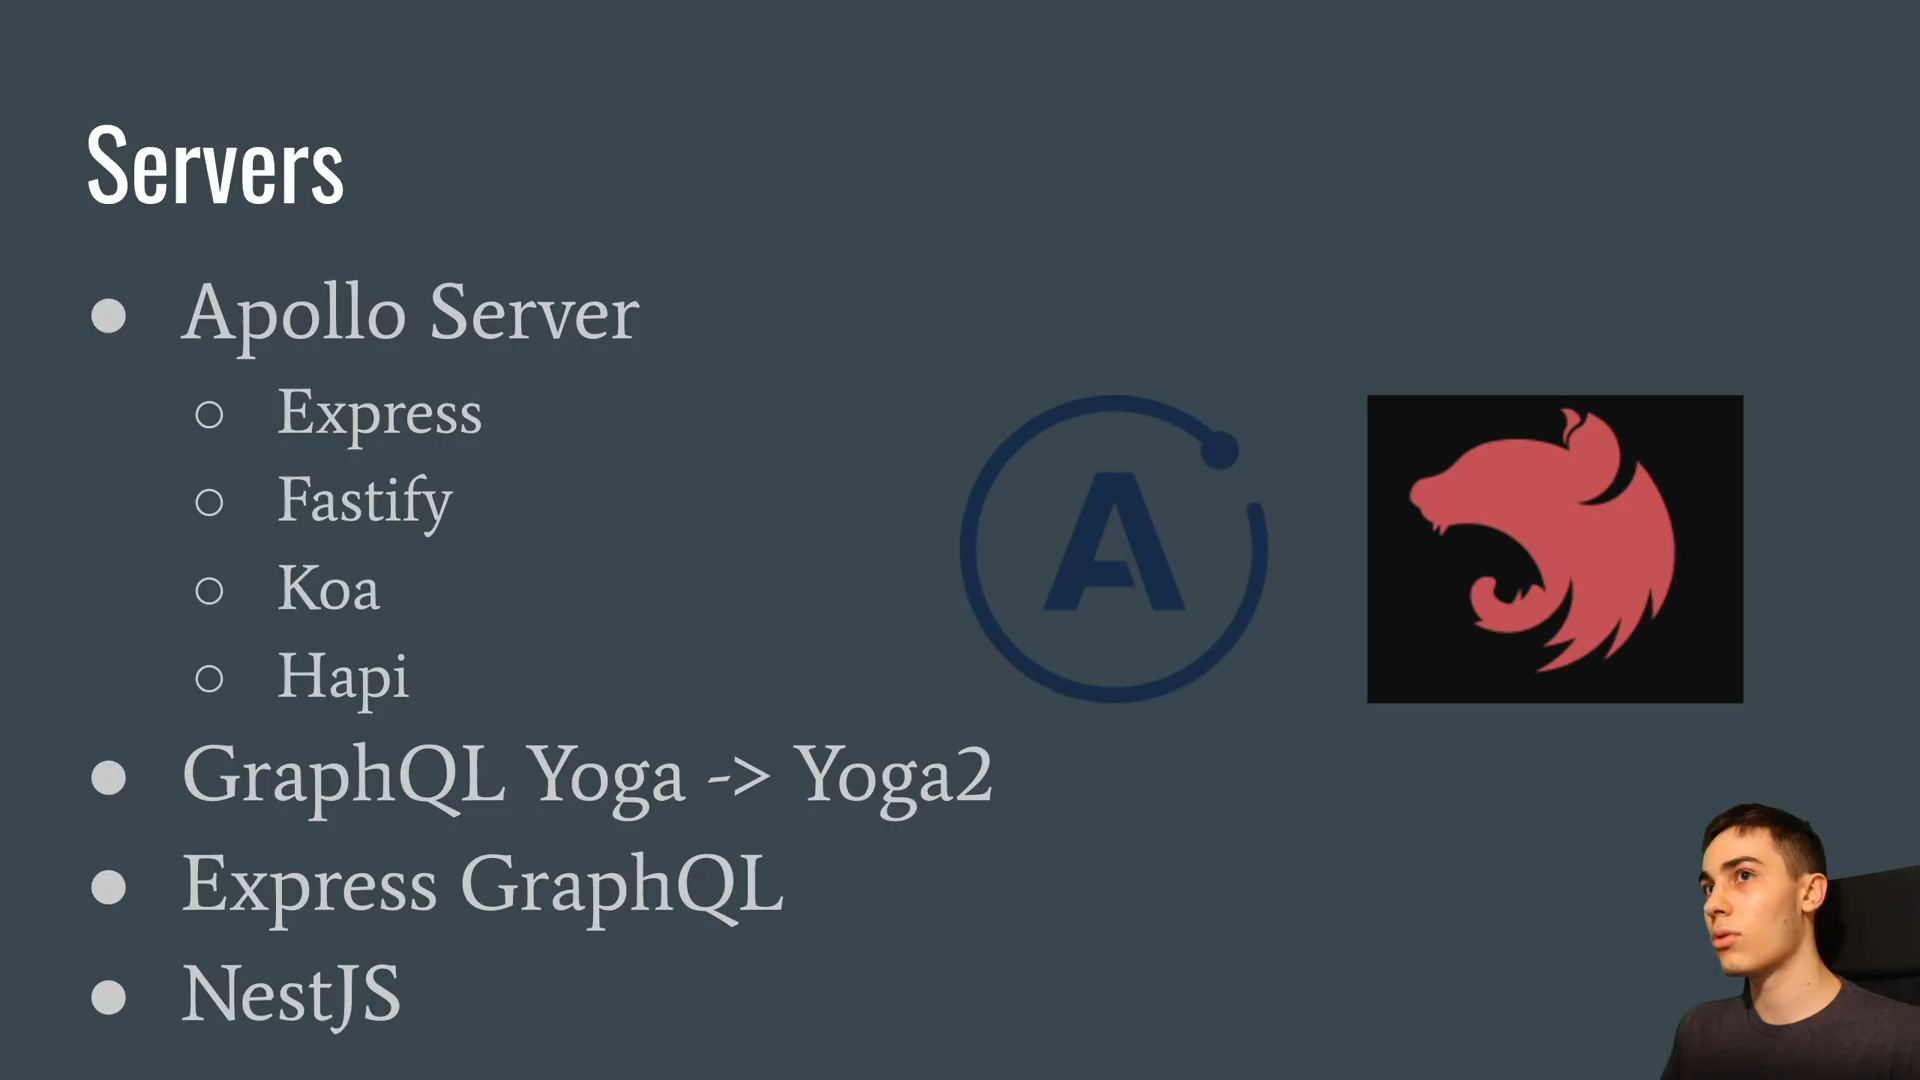 Servers
Apollo Server
Express
Fastify
Koa
Hapi
A
GraphQL Yoga -> Yoga2
Express GraphQL
NestJS